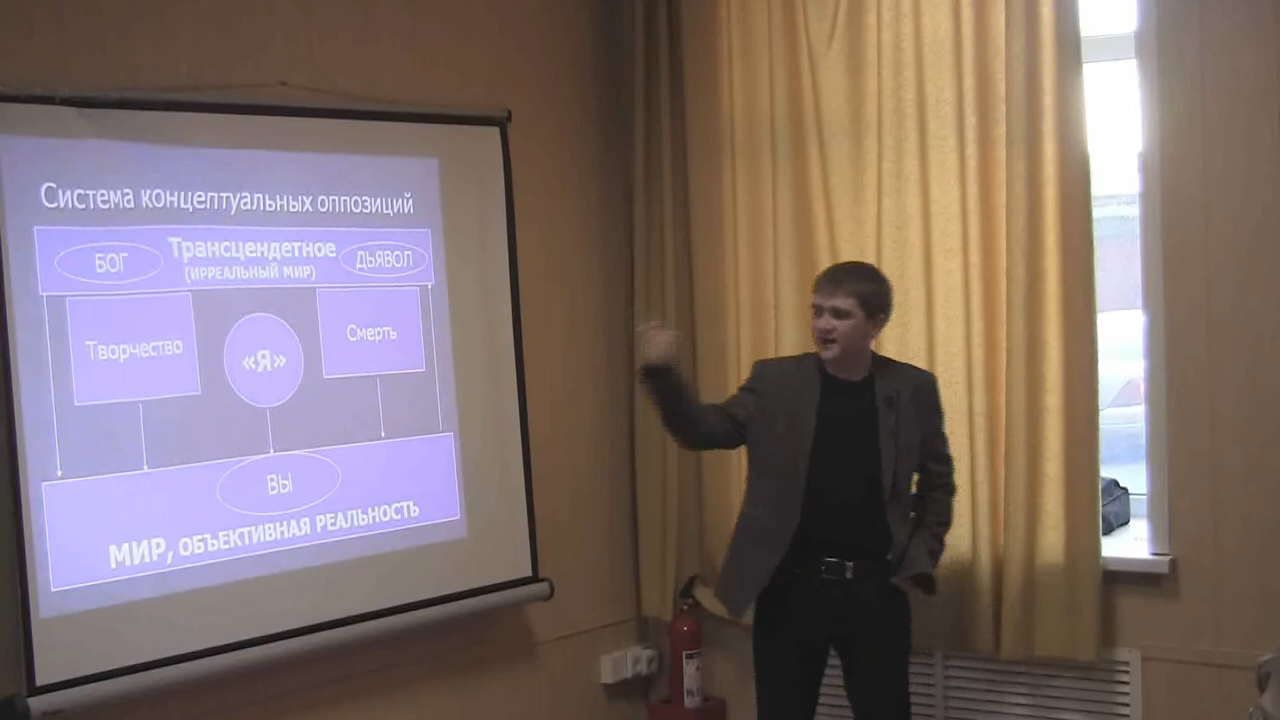 Система концептуальных оппозиций
БОГ
Трансцендетное
ДЬЯВОЛ
(ИРРЕАЛЬНЫЙ МИР)
Творчество
«Я»
Смерть
ВЫ
МИР, ОБЪЕКТИВНАЯ РЕАЛЬНОСТЬ